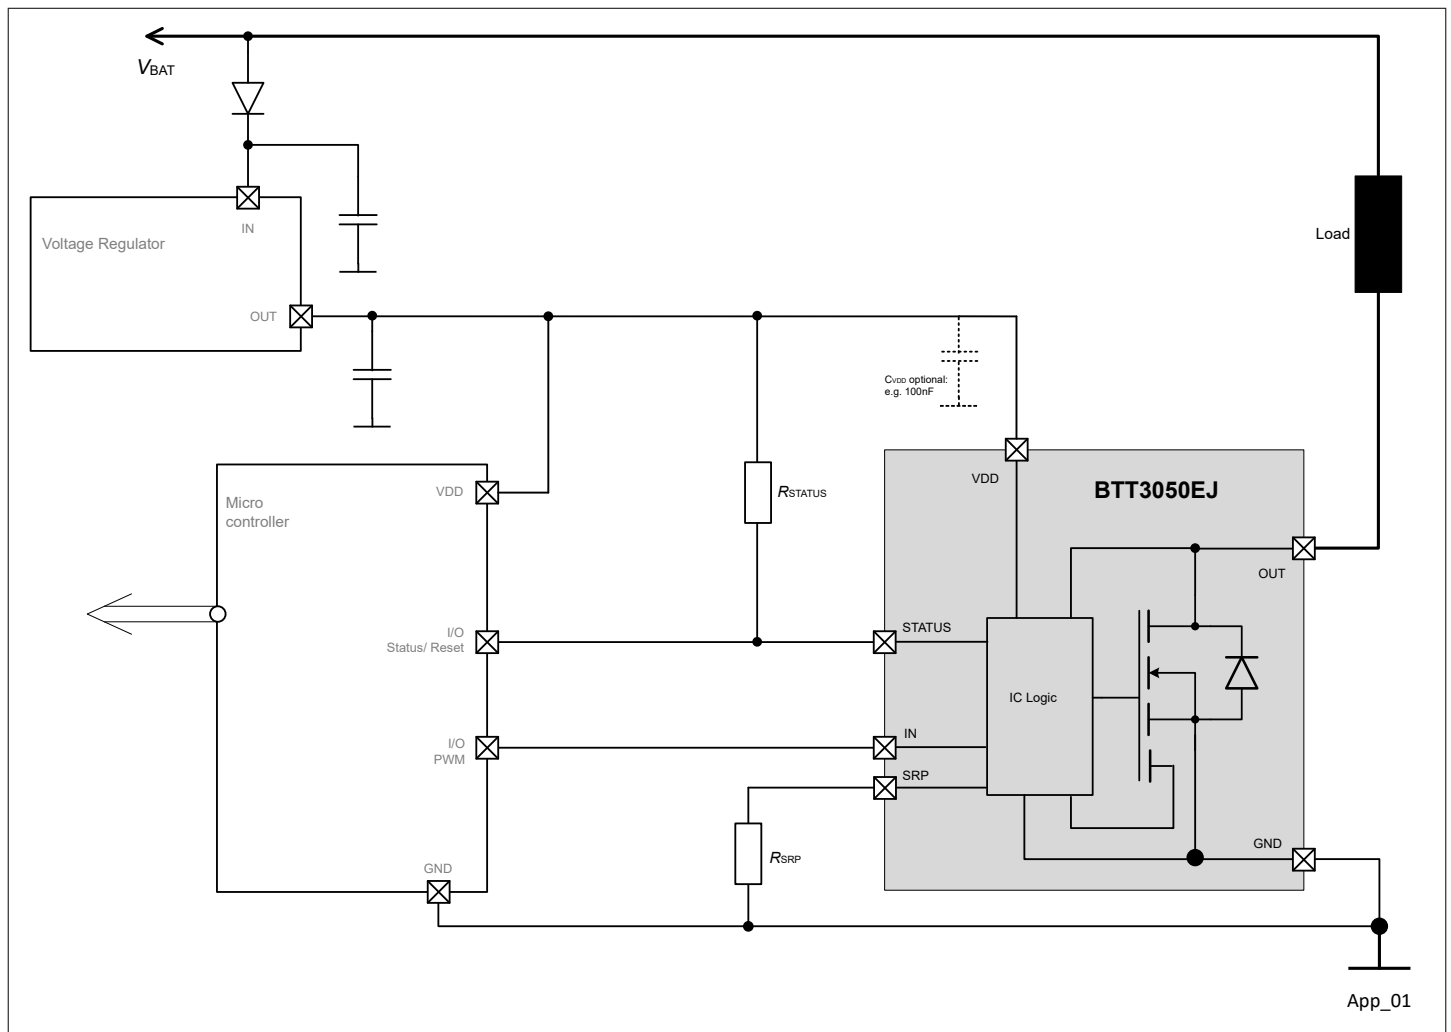 VBAT
IN
Voltage Regulator
Load
OUT
CVDD optional:
e.g. 100nF
VDD
BTT3050EJ
VDD
RSTATUS
Micro
controller
OUT
I/O
Status/ Reset
STATUS
IC Logic
I/O
PWM
IN
SRP
RSRP
GND
GND
App_01